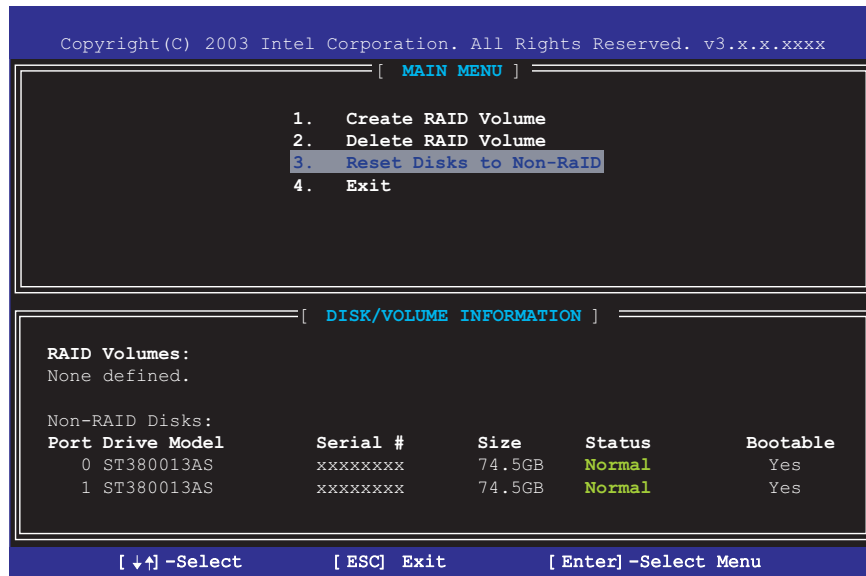 Copyright(C) 2003 Intel Corporation. All Rights Reserved. v3.x.x.xxxx
[ MAIN MENU ]
1. Create RAID Volume
2. Delete RAID Volume
3. Reset Disks to Non-RaID
4. Exit
[ DISK/VOLUME INFORMATION ]
RAID Volumes:
None defined.
Non-RAID Disks:
Port Drive Model Serial # Size Status Bootable
0 ST380013AS xxxxxxxx 74.5GB Normal Yes
1 ST380013AS xxxxxxxx 74.5GB Normal Yes
[↓↑]-Select [ESC] Exit [Enter]-Select Menu